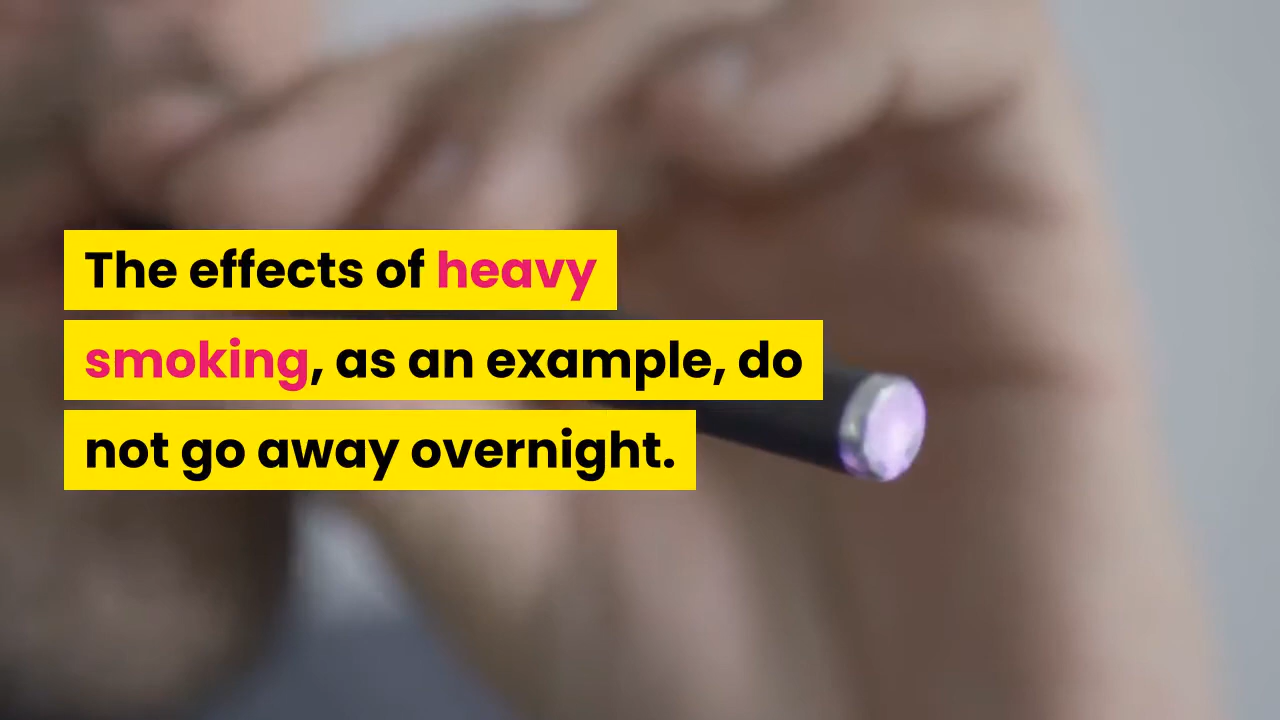 The effects of heavy
smoking, as an example, do
not go away overnight.